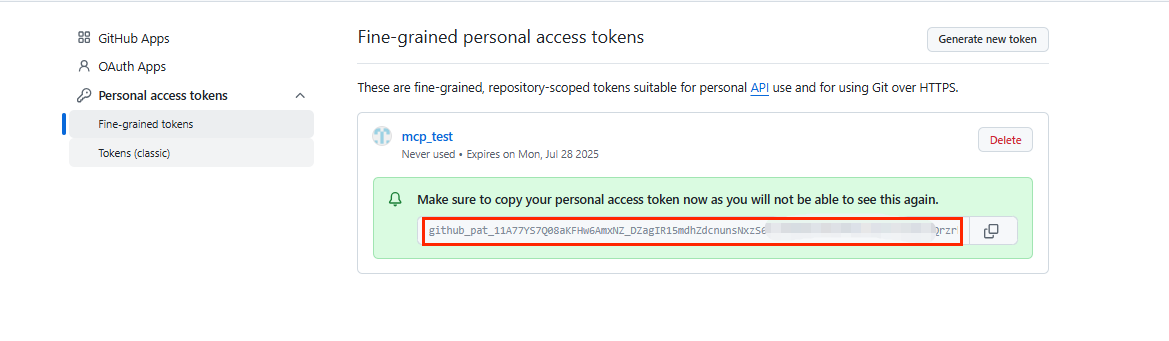 GitHub Apps
OAuth Apps
Personal access tokens
Fine-grained tokens
Tokens (classic)
Fine-grained personal access tokens
Generate new token
These are fine-grained, repository-scoped tokens suitable for personal API use and for using Git over HTTPS.
mcp_test
Never used • Expires on Mon, Jul 28 2025
Delete
Make sure to copy your personal access token now as you will not be able to see this again.